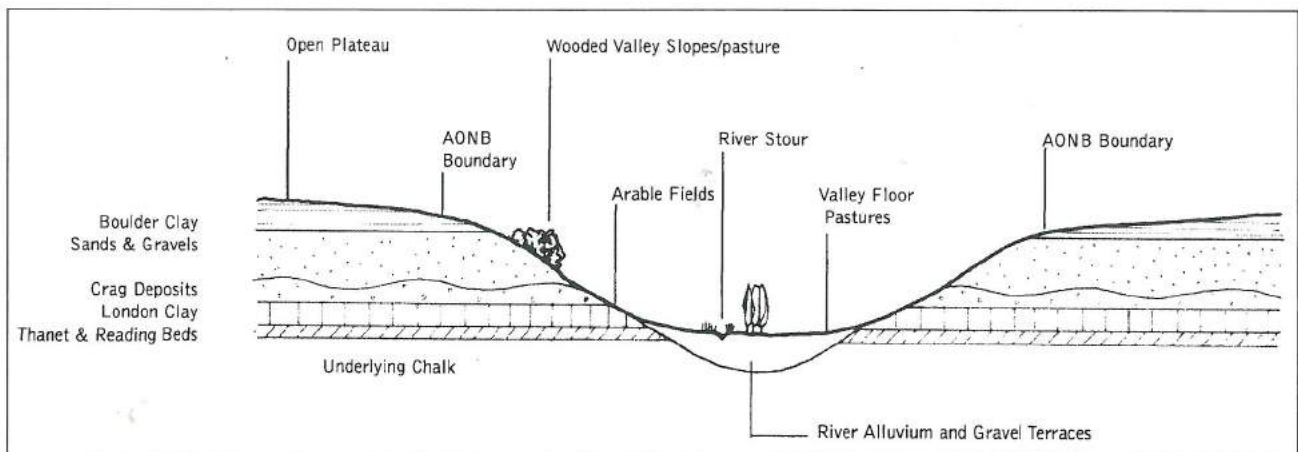 Open Plateau
Wooded Valley Slopes/pasture
AONB
Boundary
River Stour
AONB Boundary
Arable Fields
Valley Floor
Pastures
Boulder Clay
Sands & Gravels
Crag Deposits
London Clay
Thanet & Reading Beds
Underlying Chalk
River Alluvium and Gravel Terraces